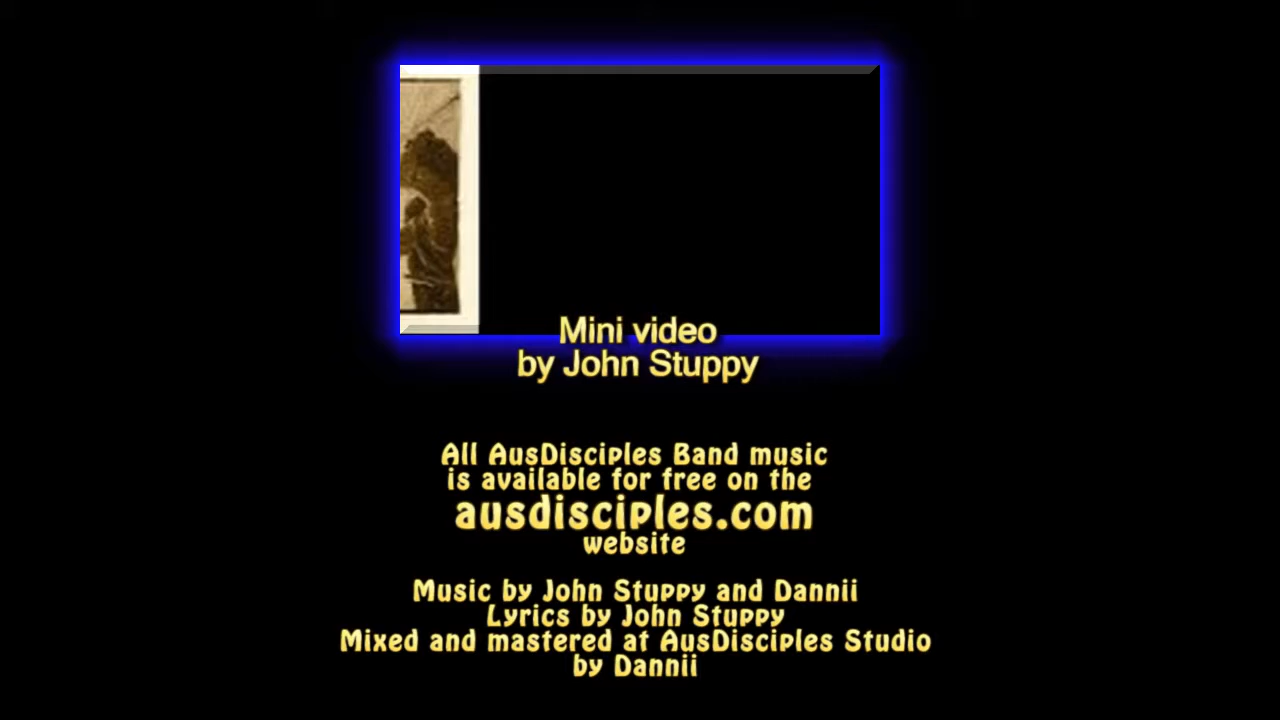 Mini video
by John Stuppy
All AusDisciples Band music
is available for free on the
ausdisciples.com
website
Music by John Stuppy and Dannii
Lyrics by John Stuppy
Mixed and mastered at AusDisciples Studio
by Dannii